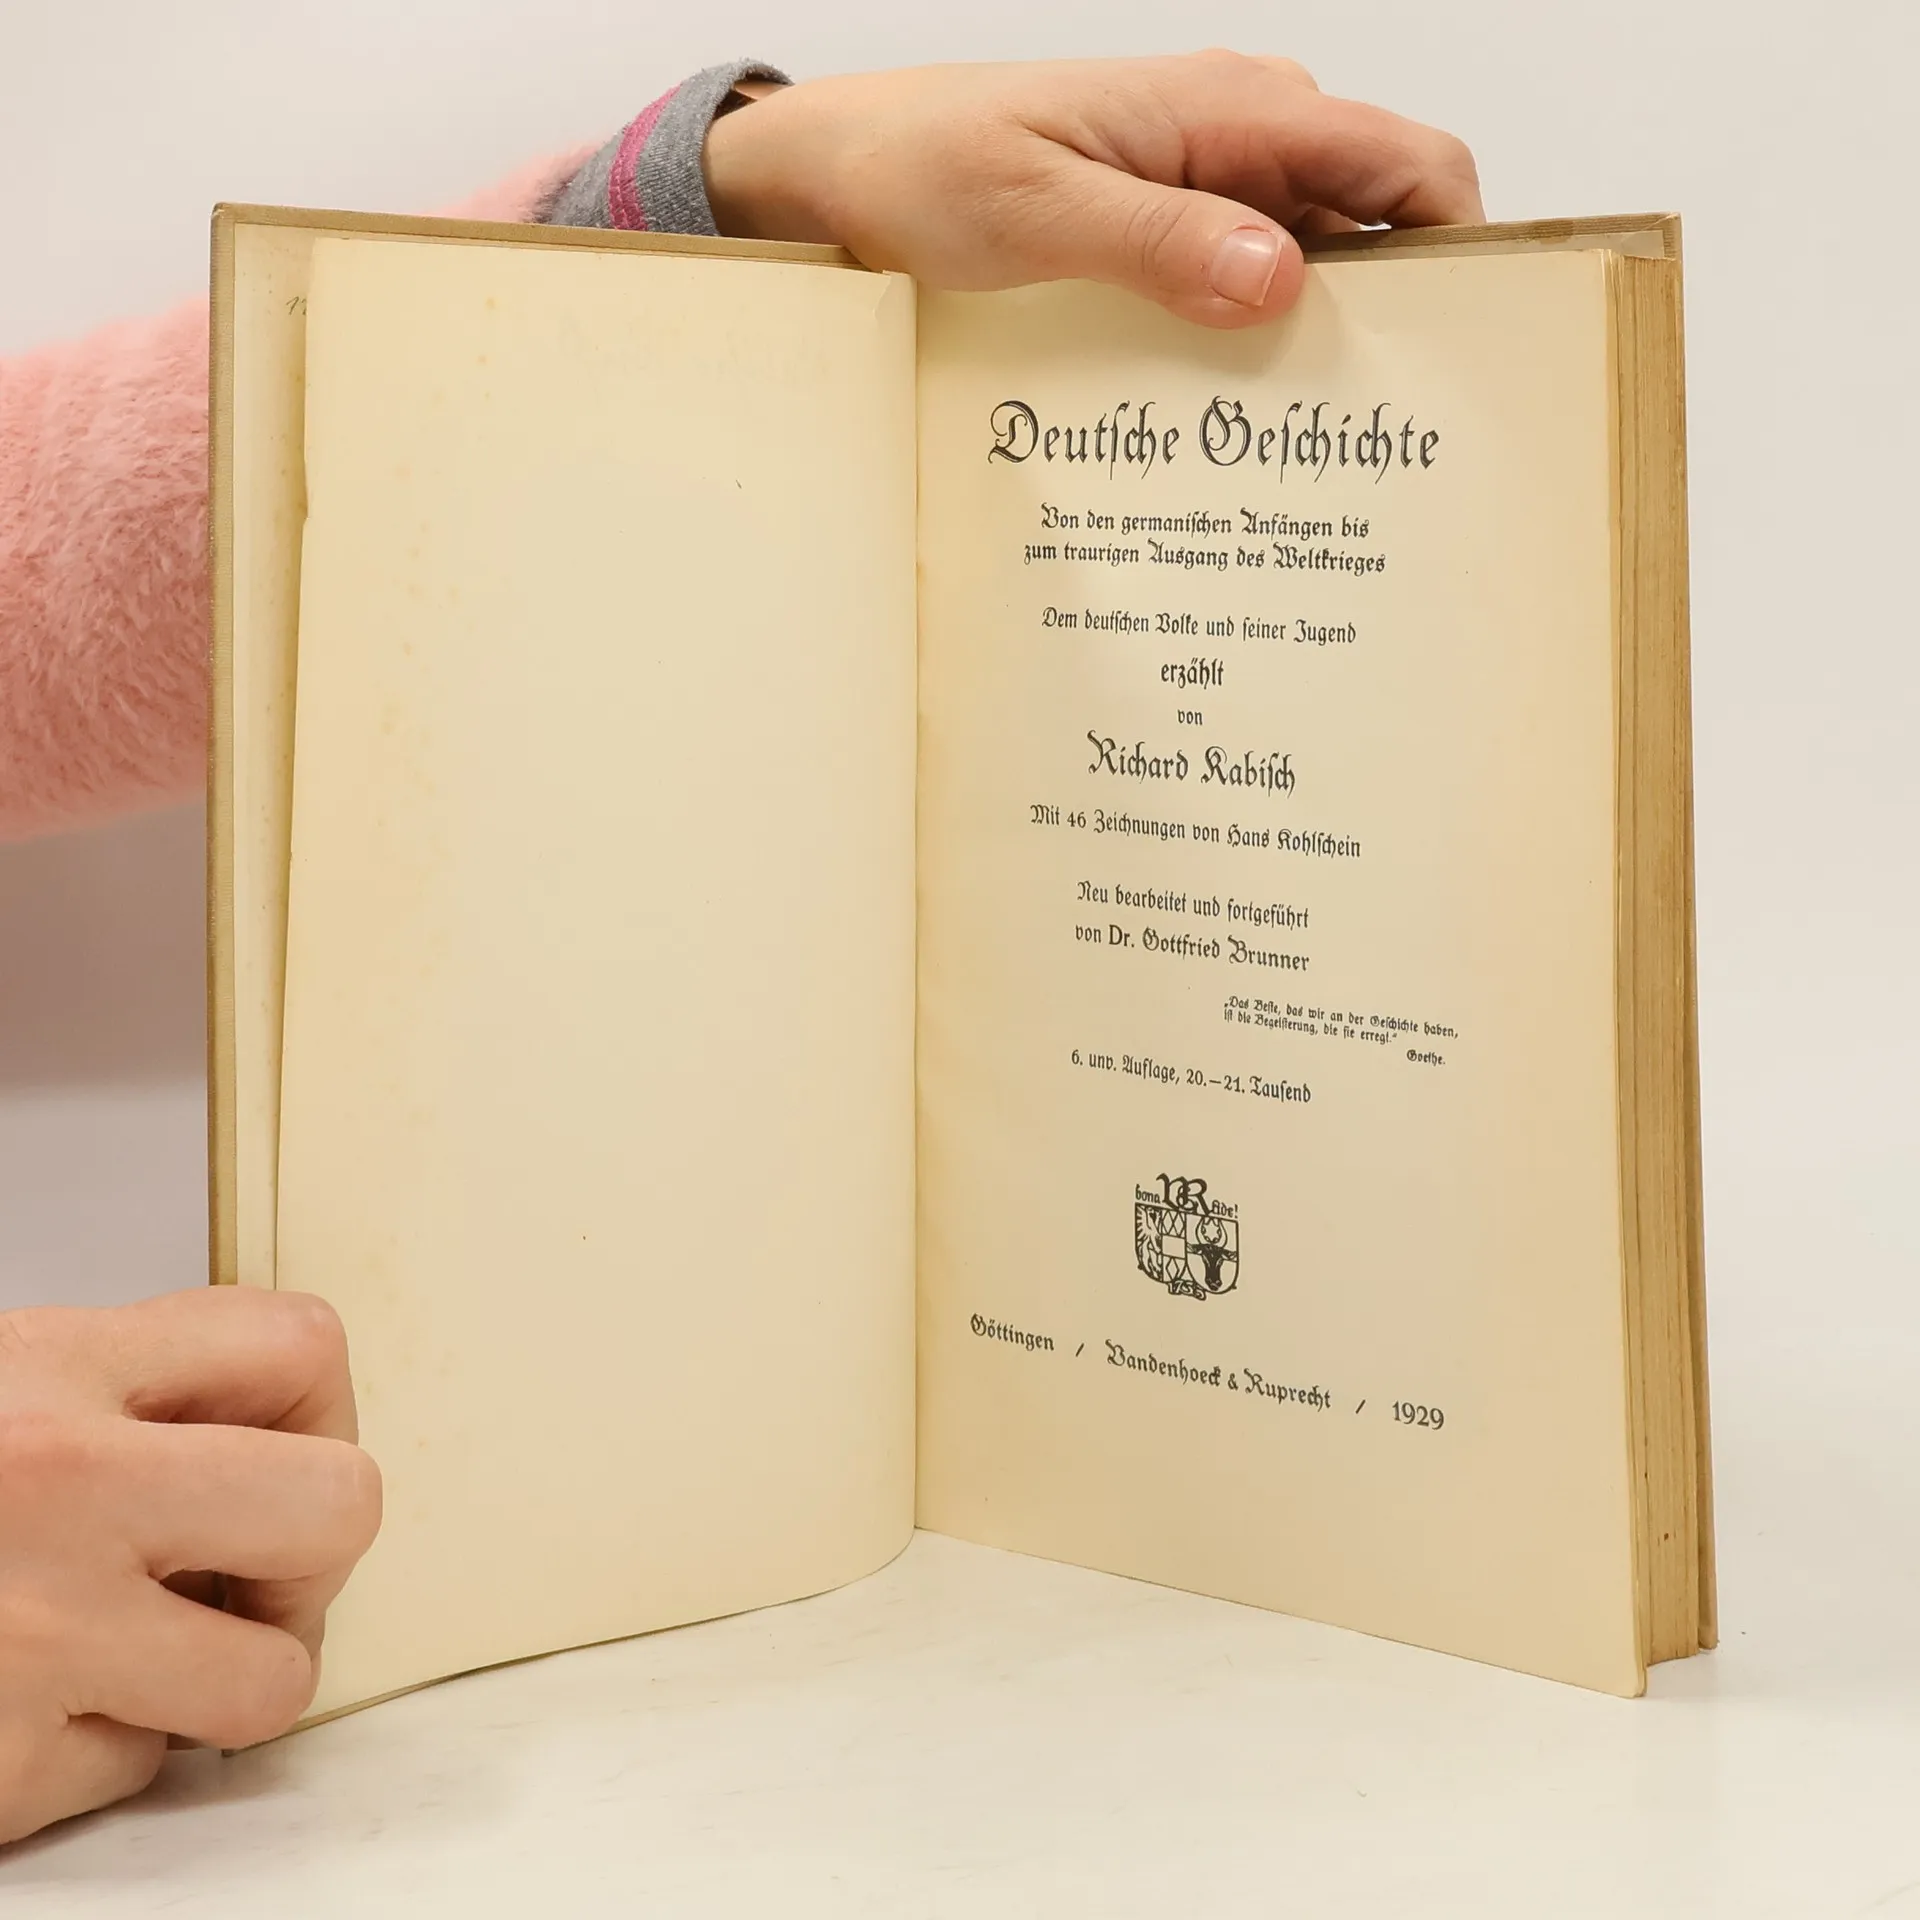 Deutſche Geſchichte
Von den germaniſchen Anfängen bis
zum traurigen Ausgang des Weltkrieges
Dem deutſchen Volke und ſeiner Jugend
erzählt
von
Richard Kabiſch
Mit 46 Zeichnungen von Hans Kohlſchein
Neu bearbeitet und fortgeführt
von Dr. Gottfried Brunner
„Das Beſte, das wir an der Geſchichte haben,
iſt die Begeiſterung, die ſie erregt.“
Goethe.
6. unv. Auflage, 20.—21. Tauſend
bona VR fide!
1735
Göttingen / Vandenhoeck & Ruprecht / 1929